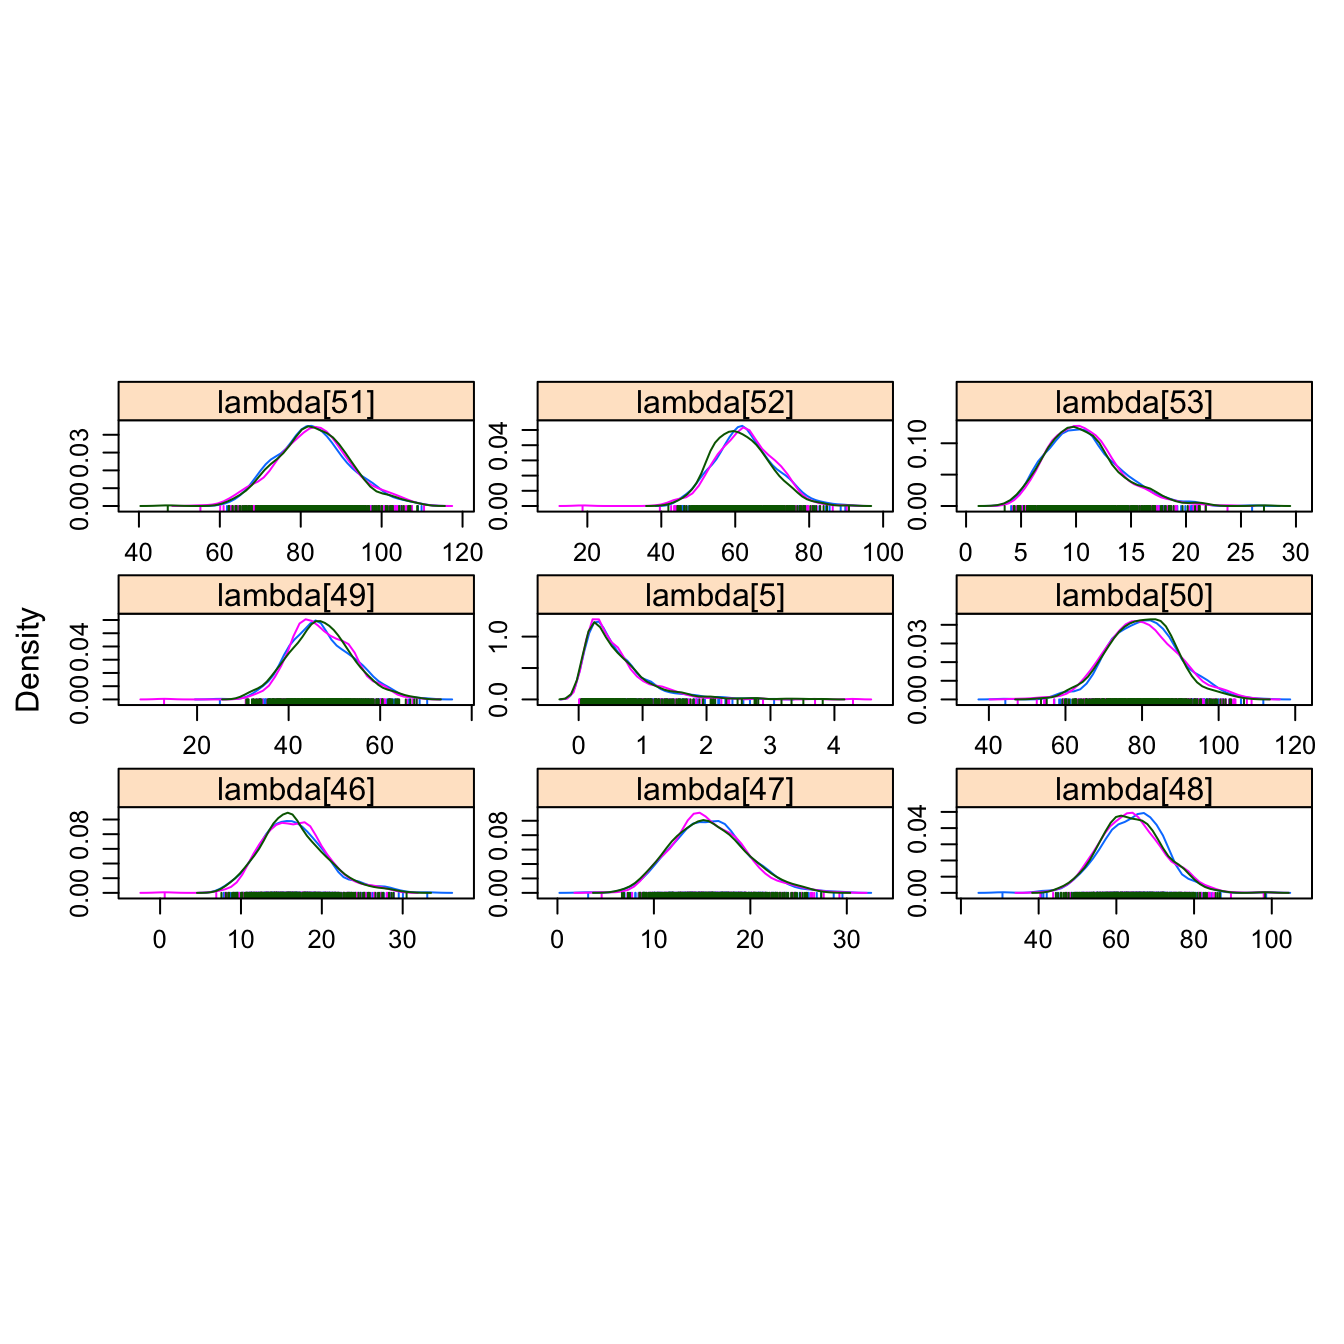 lambda[51] lambda[52] lambda[53]
0.00 0.03
0.00 0.04
0.00 0.10
40 60 80 100 120
20 40 60 80 100
0 5 10 15 20 25 30
lambda[49] lambda[5] lambda[50]
Density
0.00 0.04
0.0 1.0
0.00 0.03
20 40 60
0 1 2 3 4
40 60 80 100 120
lambda[46] lambda[47] lambda[48]
0.00 0.08
0.00 0.08
0.00 0.04
0 10 20 30
0 10 20 30
40 60 80 100